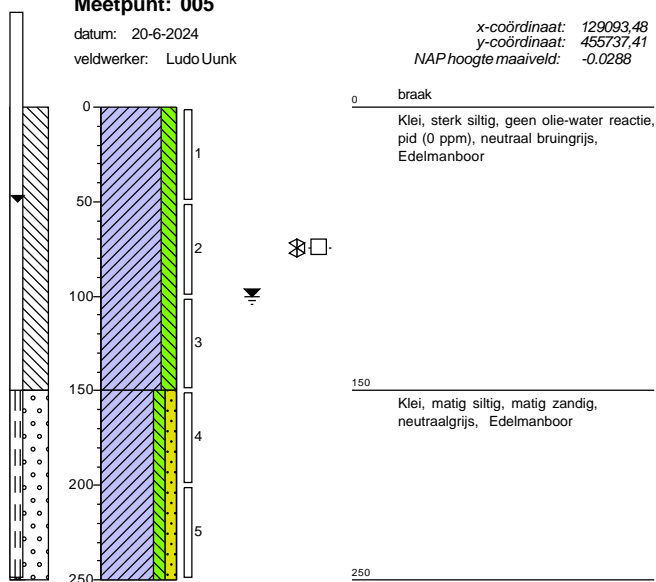 Meetpunt: 005
datum: 20-6-2024
veldwerker: Ludo Uunk
x-coördinaat: 129093,48
y-coördinaat: 455737,41
NAP hoogte maaiveld: -0.0288
0
50
100
150
200
250
1
2
3
4
5
0
braak
Klei, sterk siltig, geen olie-water reactie,
pid (0 ppm), neutraal bruingrijs,
Edelmanboor
150
Klei, matig siltig, matig zandig,
neutraalgrijs, Edelmanboor
250